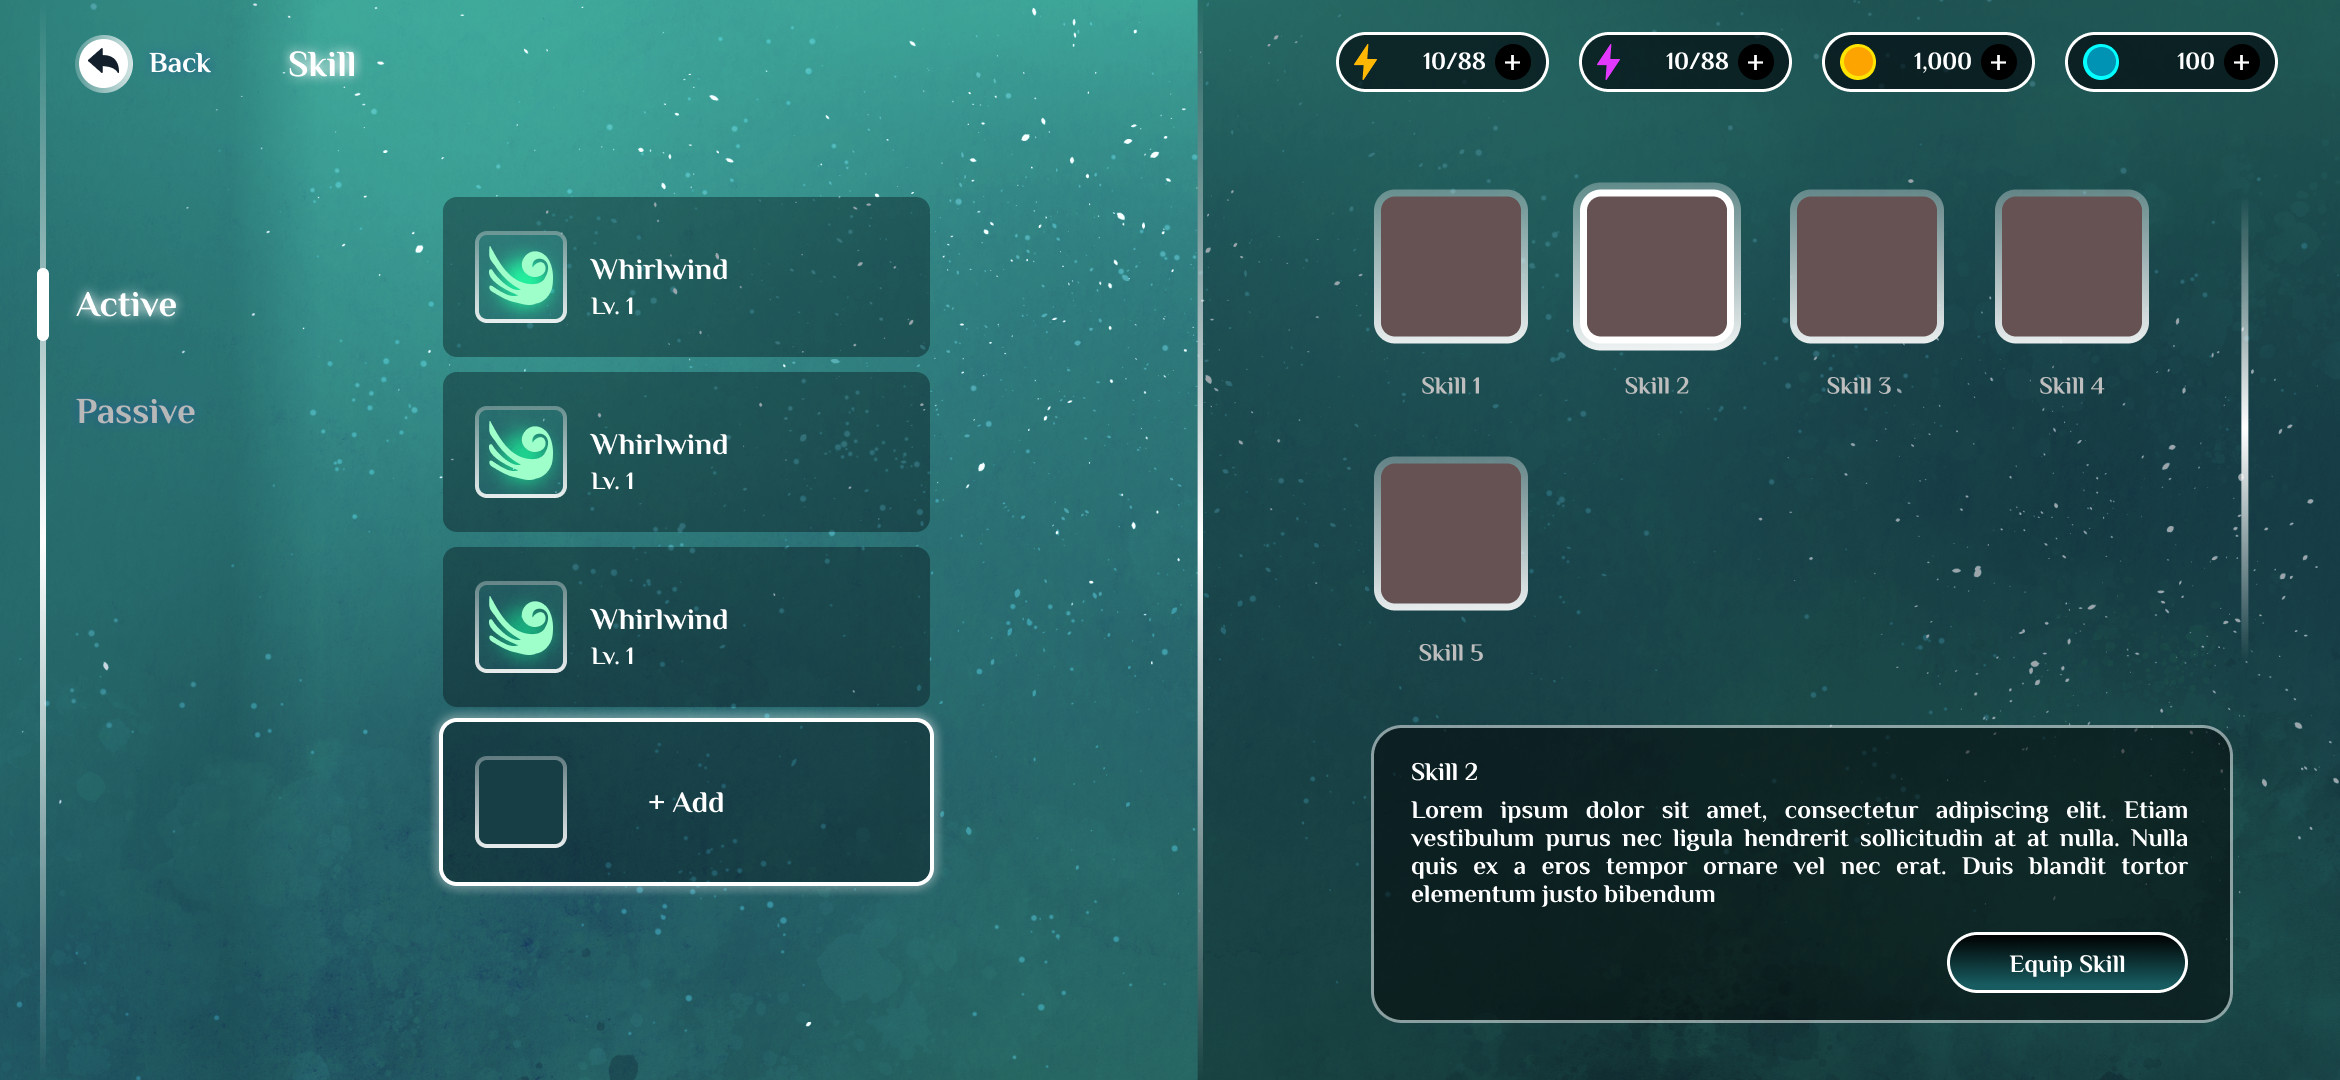 Back
Skill
10/88 +
10/88 +
1,000 +
100 +
Active
Passive
Whirlwind
Lv. 1
Whirlwind
Lv. 1
Whirlwind
Lv. 1
+ Add
Skill 1
Skill 2
Skill 3
Skill 4
Skill 5
Skill 2
Lorem ipsum dolor sit amet, consectetur adipiscing elit. Etiam
vestibulum purus nec ligula hendrerit sollicitudin at at nulla. Nulla
quis ex a eros tempor ornare vel nec erat. Duis blandit tortor
elementum justo bibendum
Equip Skill